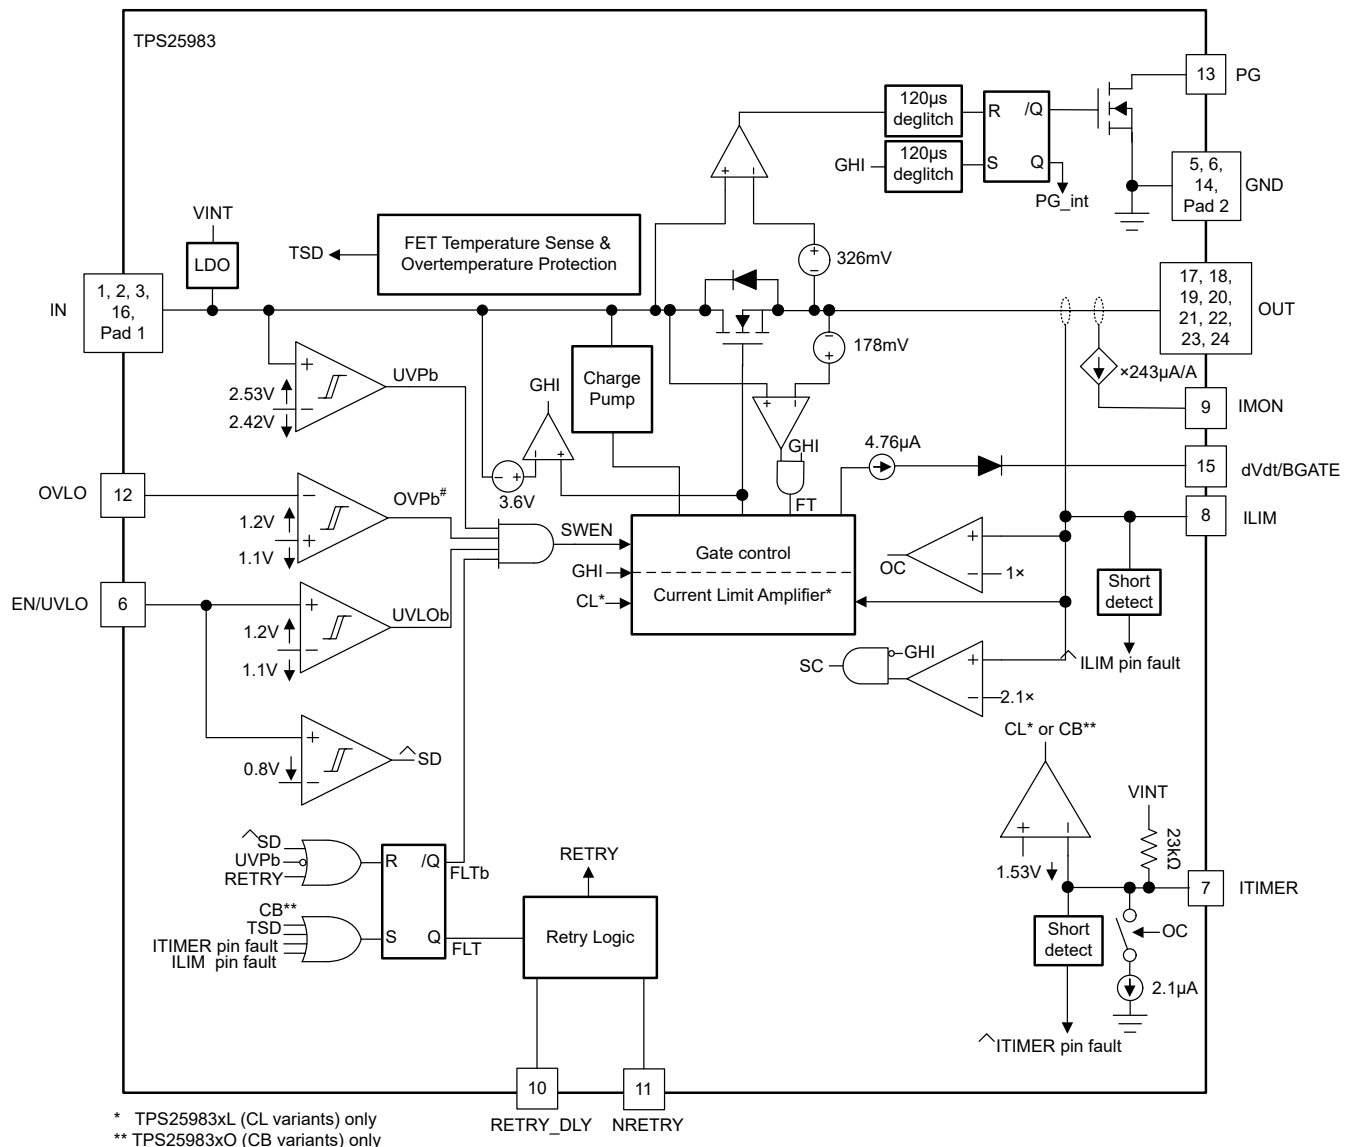 TPS25983
13
PG
120µs
deglitch
R
/Q
GHI
120µs
deglitch
S
Q
PG_int
5, 6,
14,
Pad 2
GND
+
−
VINT
LDO
TSD
FET Temperature Sense &
Overtemperature Protection
+
−
326mV
IN
1, 2, 3,
16,
Pad 1
17, 18,
19, 20,
21, 22,
23, 24
OUT
−
+
178mV
×243µA/A
+
−
2.53V
2.42V
UVPb
GHI
Charge
Pump
+
−
9
IMON
−
+
−
+
3.6V
GHI
4.76µA
15
dVdt/BGATE
OVLO
12
−
+
1.2V
1.1V
OVPb#
FT
8
ILIM
SWEN
GHI
CL*
Gate control
Current Limit Amplifier*
OC
+
−
1×
Short
detect
ILIM pin fault
EN/UVLO
6
+
−
1.2V
1.1V
UVLOb
SC
GHI
+
−
2.1×
+
−
0.8V
^SD
CL* or CB**
+
−
1.53V
VINT
23kΩ
7
ITIMER
^SD
UVPb
RETRY
R
/Q
FLTb
CB**
TSD
ITIMER pin fault
ILIM pin fault
S
Q
FLT
RETRY
Retry Logic
Short
detect
OC
2.1µA
^ITIMER pin fault
10
RETRY_DLY
11
NRETRY
* TPS25983xL (CL variants) only
** TPS25983xO (CB variants) only